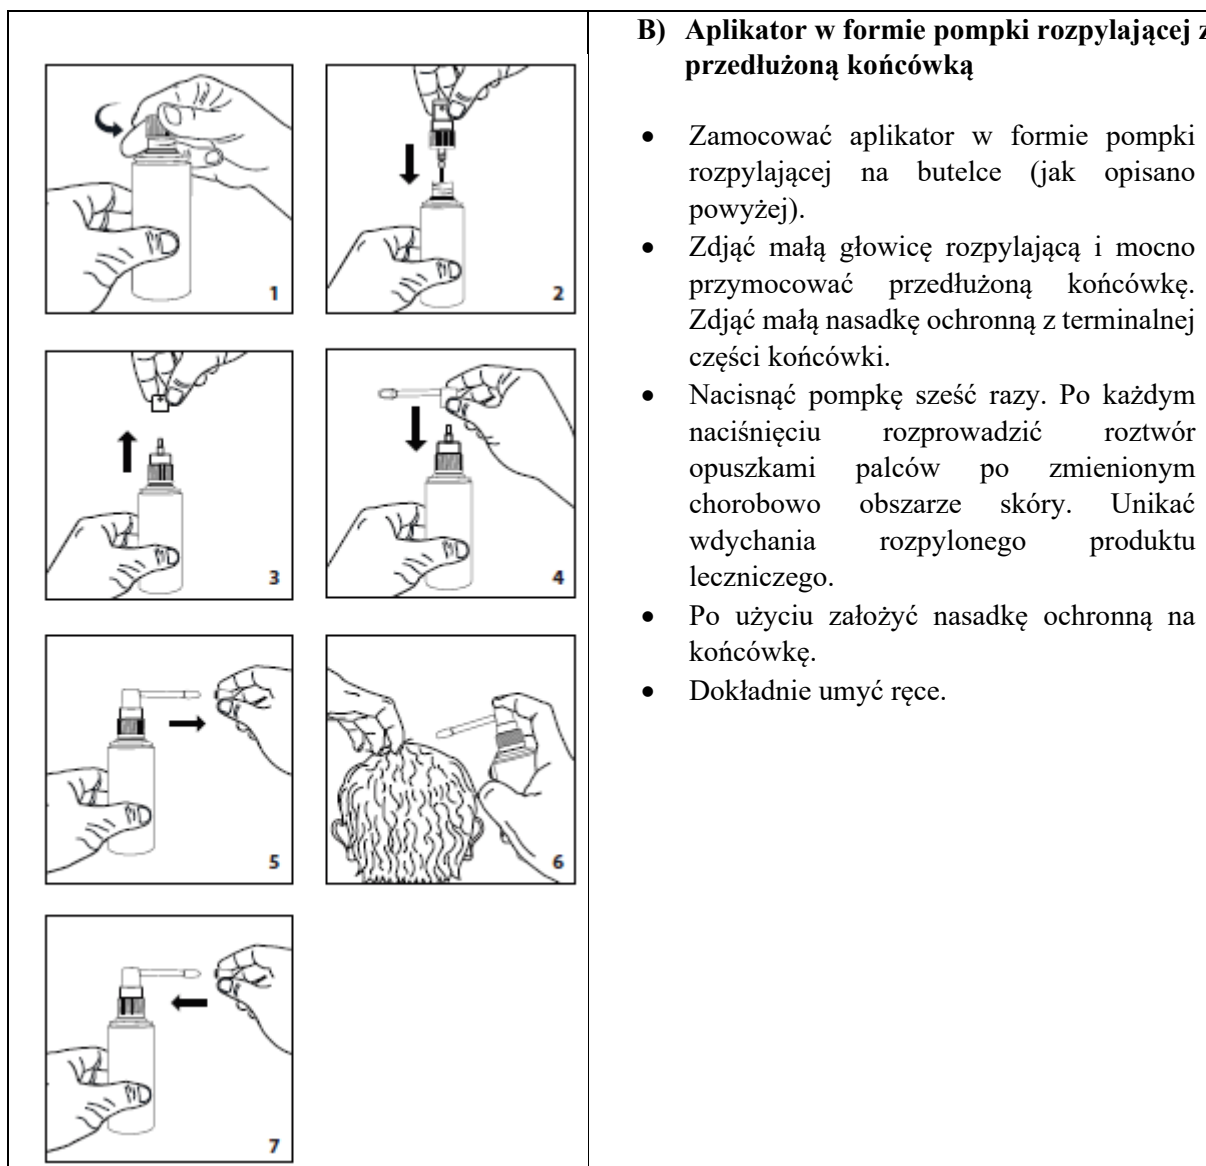 B) Aplikator w formie pompki rozpylającej z
przedłużoną końcówką
• Zamocować aplikator w formie pompki
rozpylającej na butelce (jak opisano
powyżej).
• Zdjąć małą głowicę rozpylającą i mocno
przymocować przedłużoną końcówkę.
Zdjąć małą nasadkę ochronną z terminalnej
części końcówki.
• Nacisnąć pompkę sześć razy. Po każdym
naciśnięciu rozprowadzić roztwór
opuszkami palców po zmienionym
chorobowo obszarze skóry. Unikać
wdychania rozpylonego produktu
leczniczego.
• Po użyciu założyć nasadkę ochronną na
końcówkę.
• Dokładnie umyć ręce.
1
2
3
4
5
6
7